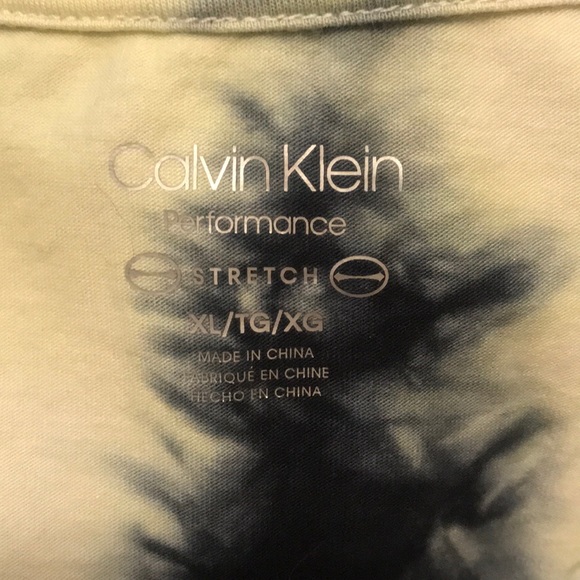 Calvin Klein
Performance
STRETCH
XL/TG/XG
MADE IN CHINA
FABRIQUÉ EN CHINE
HECHO EN CHINA